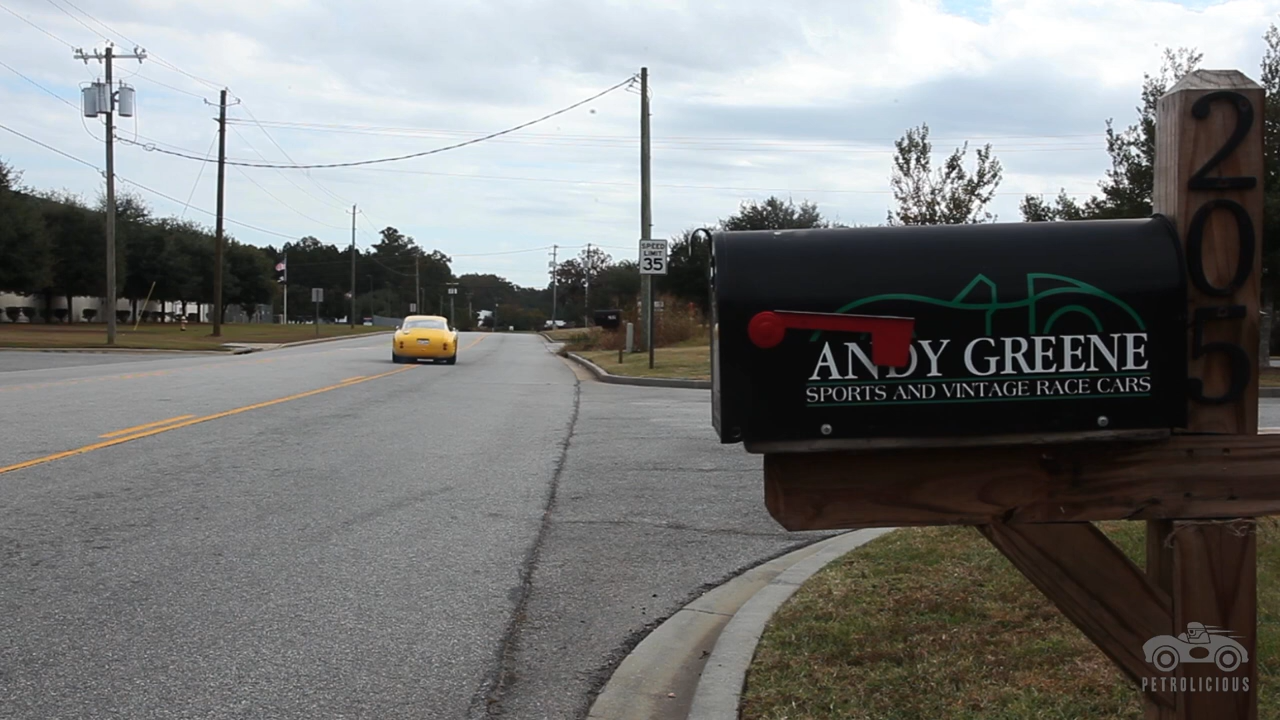 SPEED
LIMIT
35
205
ANDY GREENE
SPORTS AND VINTAGE RACE CARS
PETROLICIOUS